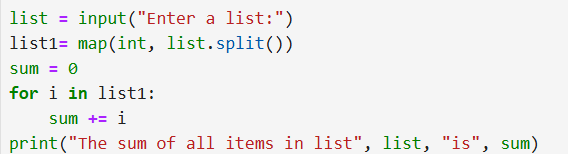 list = input("Enter a list:")
list1= map(int, list.split())
sum = 0
for i in list1:
    sum += i
print("The sum of all items in list", list, "is", sum)